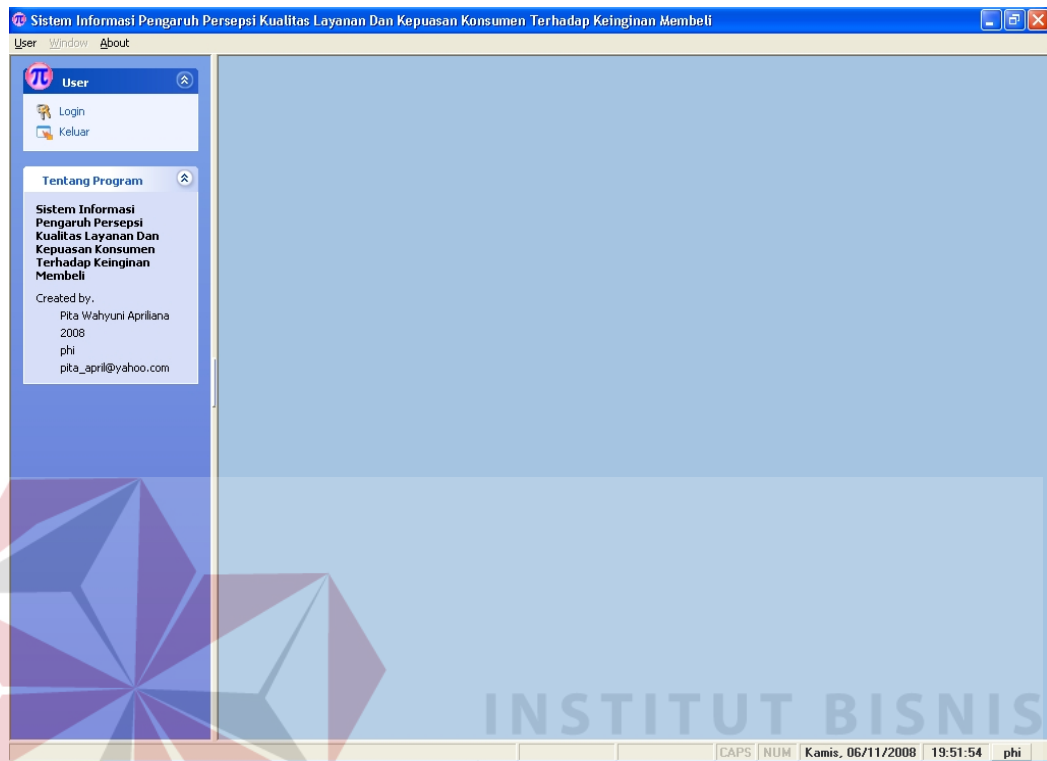 Sistem Informasi Pengaruh Persepsi Kualitas Layanan Dan Kepuasan Konsumen Terhadap Keinginan Membeli
User Window About
π User
Login
Keluar
Tentang Program
Sistem Informasi
Pengaruh Persepsi
Kualitas Layanan Dan
Kepuasan Konsumen
Terhadap Keinginan
Membeli
Created by.
Pita Wahyuni Apriliana
2008
phi
pita_april@yahoo.com
INSTITUT BISNIS
CAPS NUM Kamis, 06/11/2008 19:51:54 phi